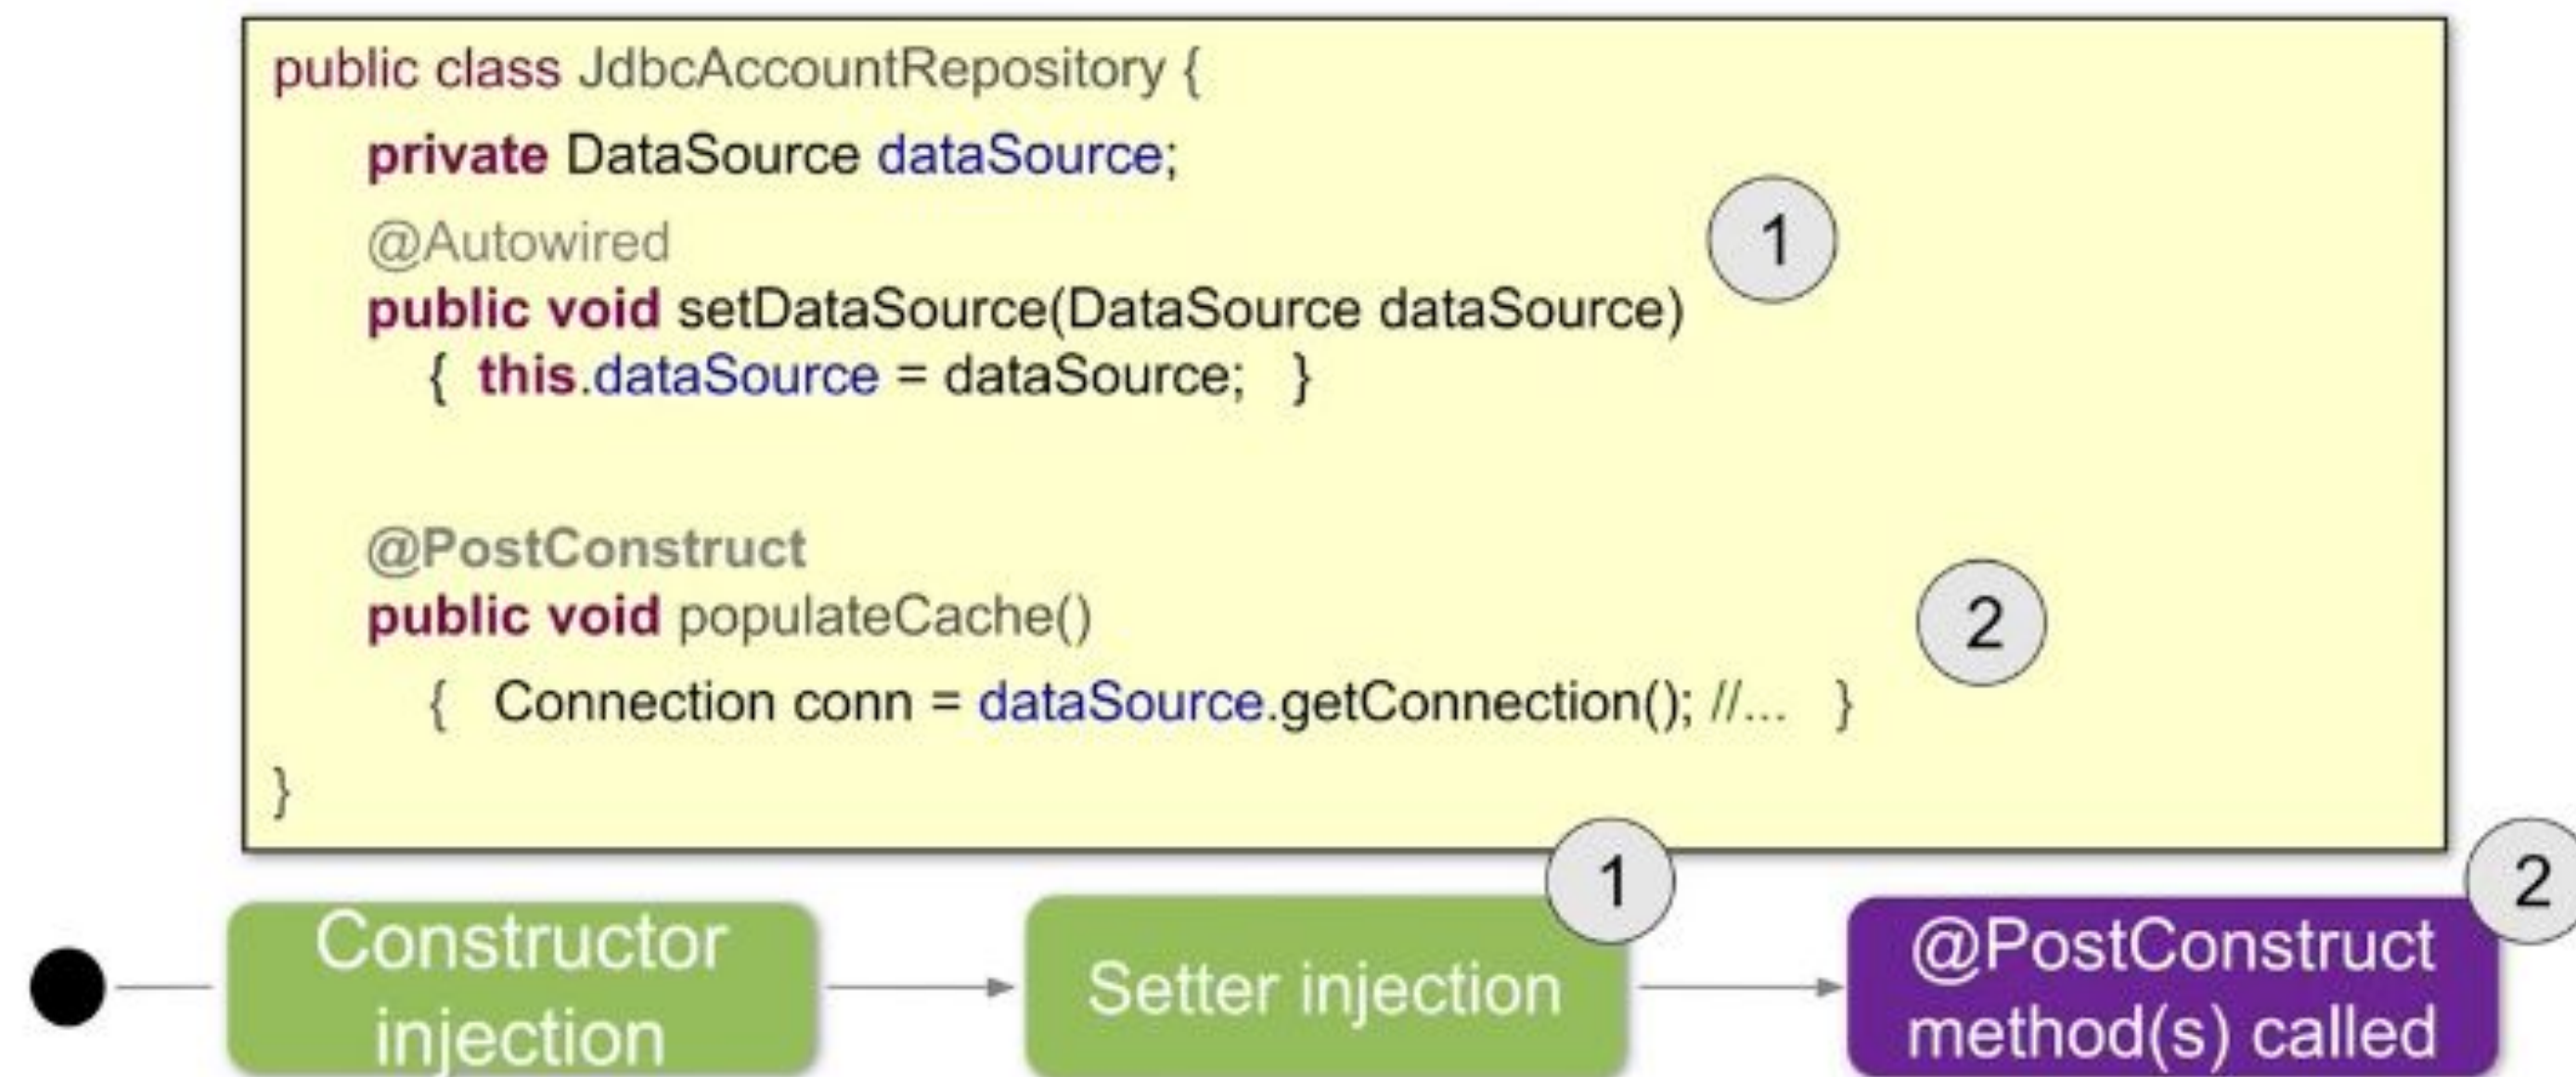 public class JdbcAccountRepository {
private DataSource dataSource;
@Autowired
1
public void setDataSource(DataSource dataSource)
{ this.dataSource = dataSource; }
@PostConstruct
public void populateCache()
2
{ Connection conn = dataSource.getConnection(); //... }
}
Constructor
injection
1
Setter injection
2
@PostConstruct
method(s) called